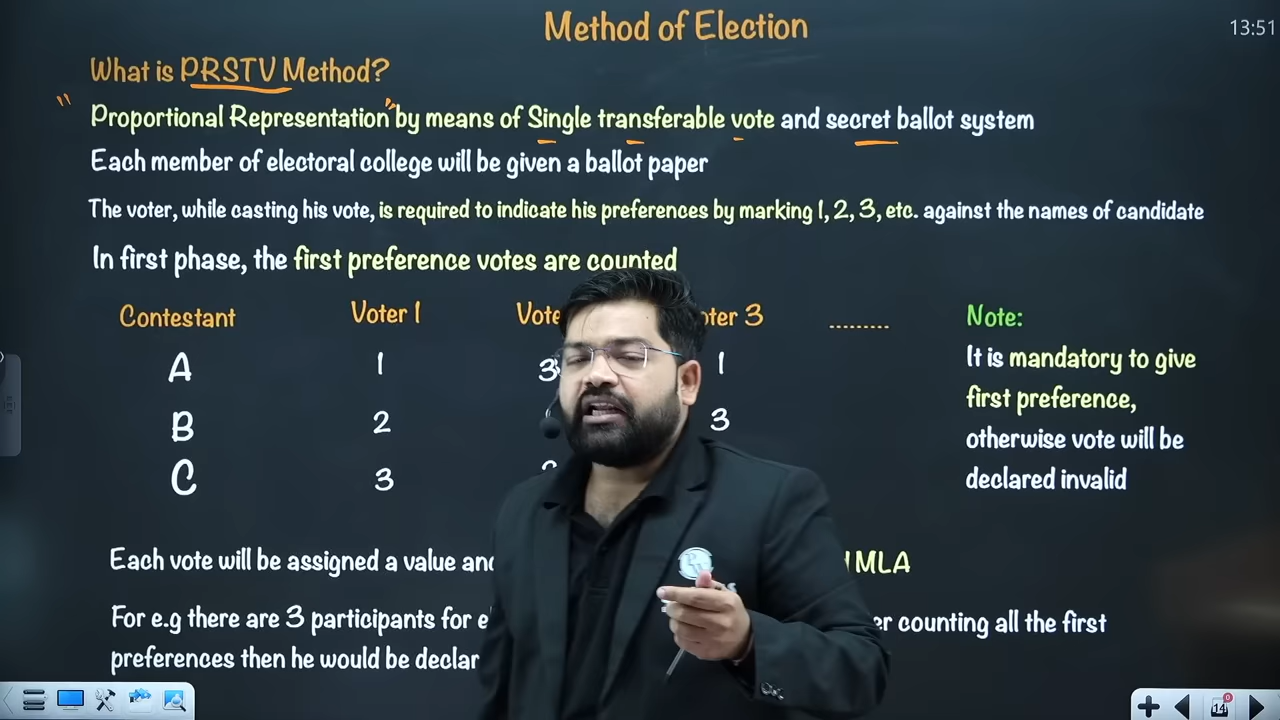 Method of Election
13:51
What is PRSTV Method?
"Proportional Representation" by means of Single transferable vote and secret ballot system
Each member of electoral college will be given a ballot paper
The voter, while casting his vote, is required to indicate his preferences by marking 1, 2, 3, etc. against the names of candidate
In first phase, the first preference votes are counted
Contestant Voter 1 Vote oter 3 .........
A 1 3 1
B 2 3
C 3
Note:
It is mandatory to give
first preference,
otherwise vote will be
declared invalid
Each vote will be assigned a value and MLA
For e.g there are 3 participants for e er counting all the first
preferences then he would be declar
14